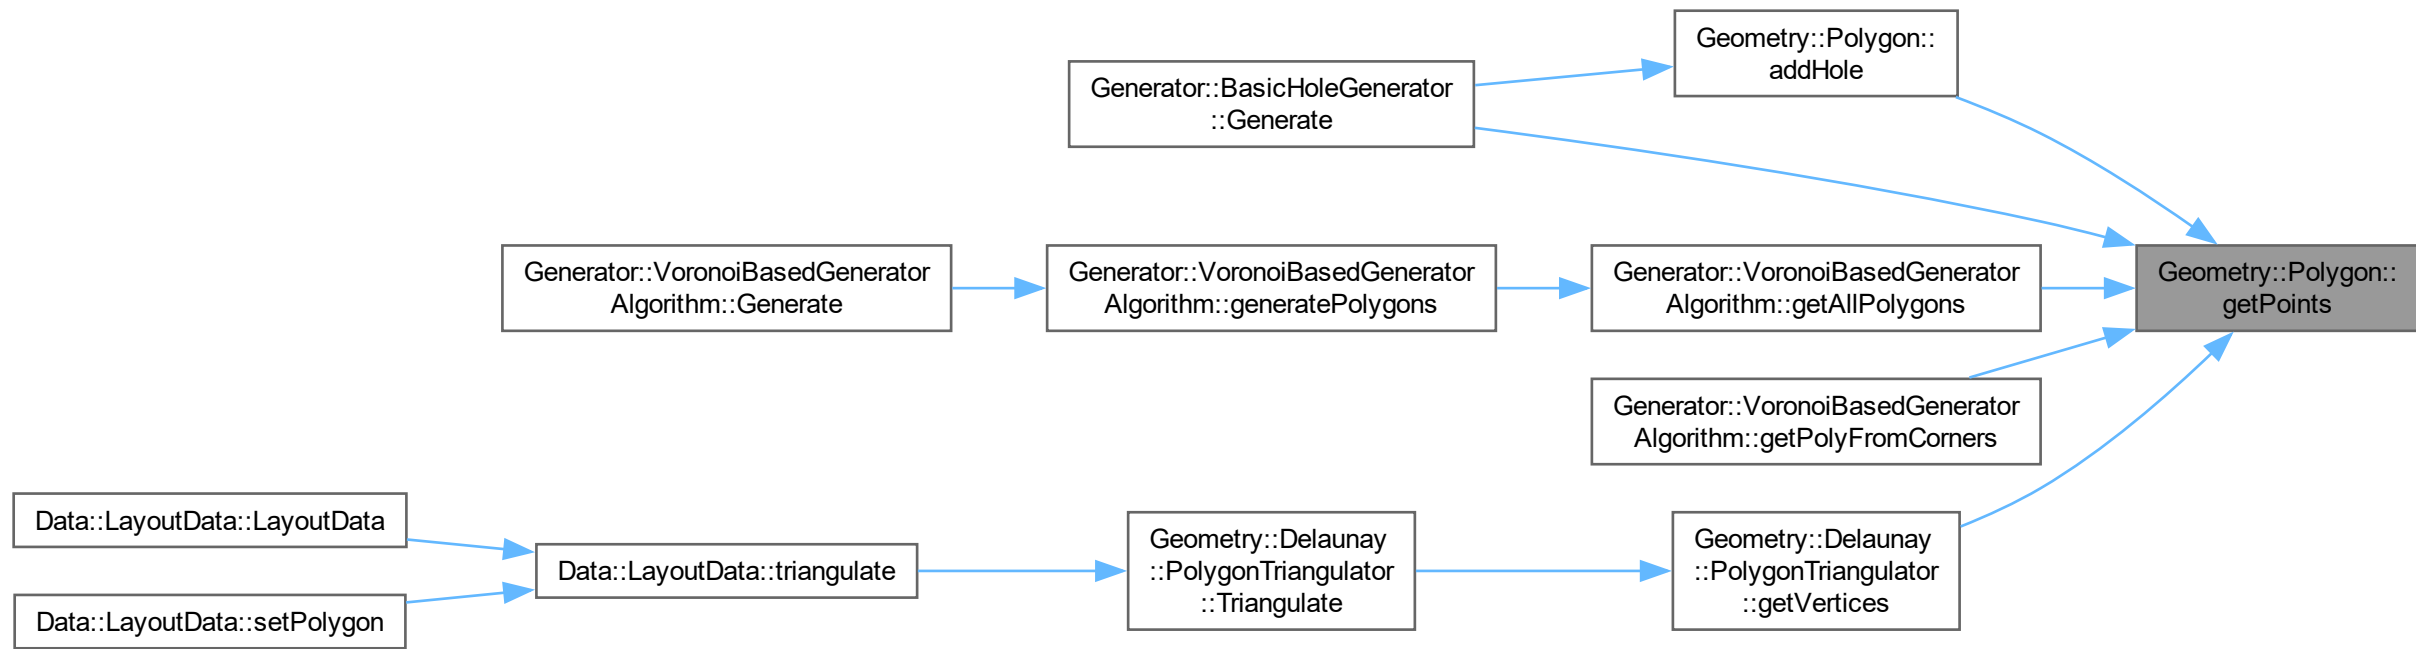 Geometry::Polygon::
addHole
Generator::BasicHoleGenerator
::Generate
Generator::VoronoiBasedGenerator
Algorithm::Generate
Generator::VoronoiBasedGenerator
Algorithm::generatePolygons
Generator::VoronoiBasedGenerator
Algorithm::getAllPolygons
Geometry::Polygon::
getPoints
Generator::VoronoiBasedGenerator
Algorithm::getPolyFromCorners
Data::LayoutData::LayoutData
Data::LayoutData::setPolygon
Data::LayoutData::triangulate
Geometry::Delaunay
::PolygonTriangulator
::Triangulate
Geometry::Delaunay
::PolygonTriangulator
::getVertices